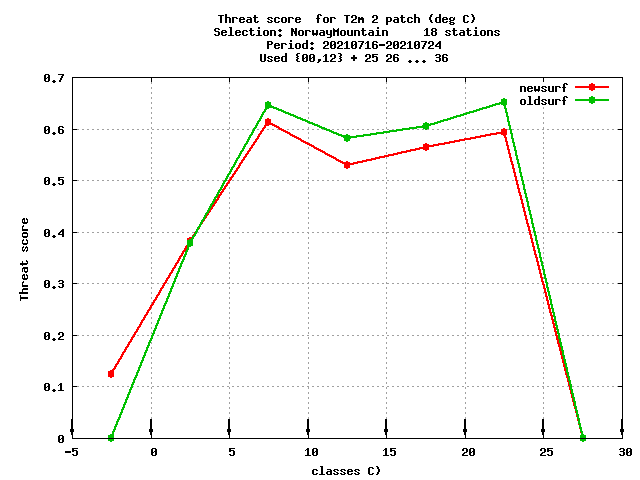 Threat score  for T2m 2 patch (deg C)
Selection: NorwayMountain     18 stations
Period: 20210716-20210724
Used {00,12} + 25 26 ... 36
newsurf
oldsurf
0.7
0.6
0.5
0.4
0.3
0.2
0.1
0
Threat score
-5 0 5 10 15 20 25 30
classes C)